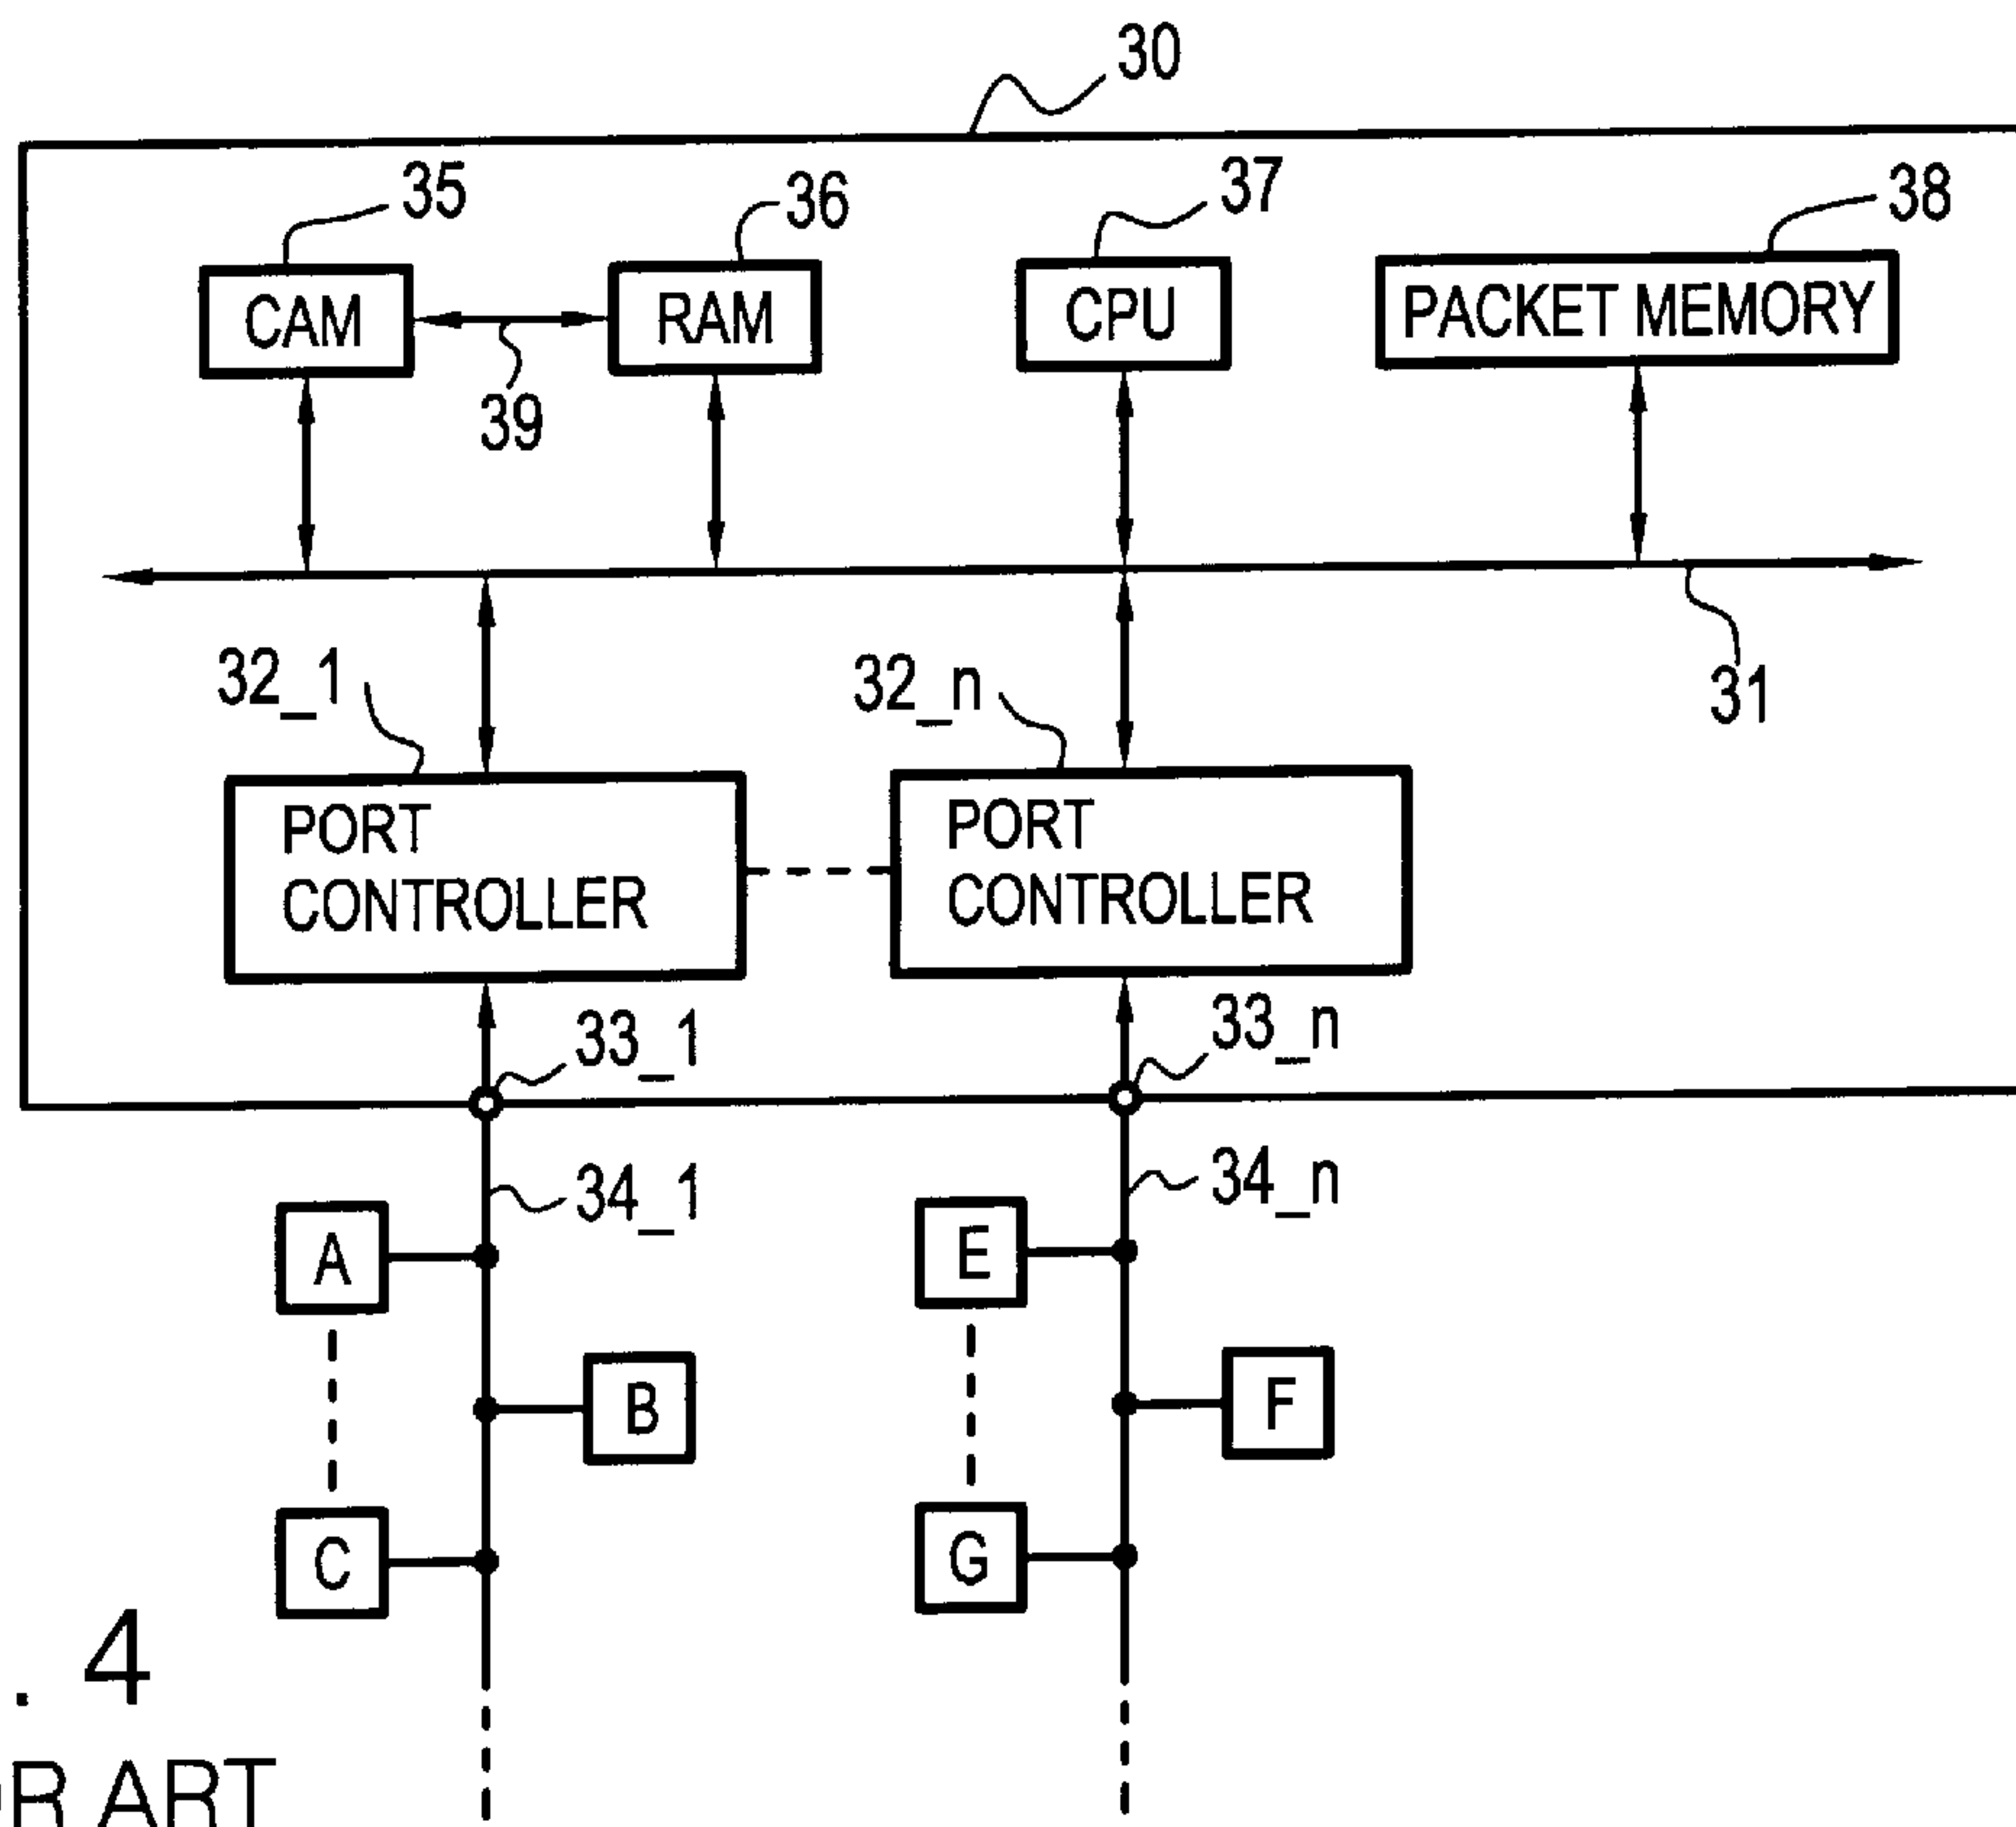 30
35
36
37
38
CAM
RAM
CPU
PACKET MEMORY
39
31
32_1
32_n
PORT
CONTROLLER
PORT
CONTROLLER
33_1
33_n
34_1
34_n
A
E
B
F
C
G
. 4
ART